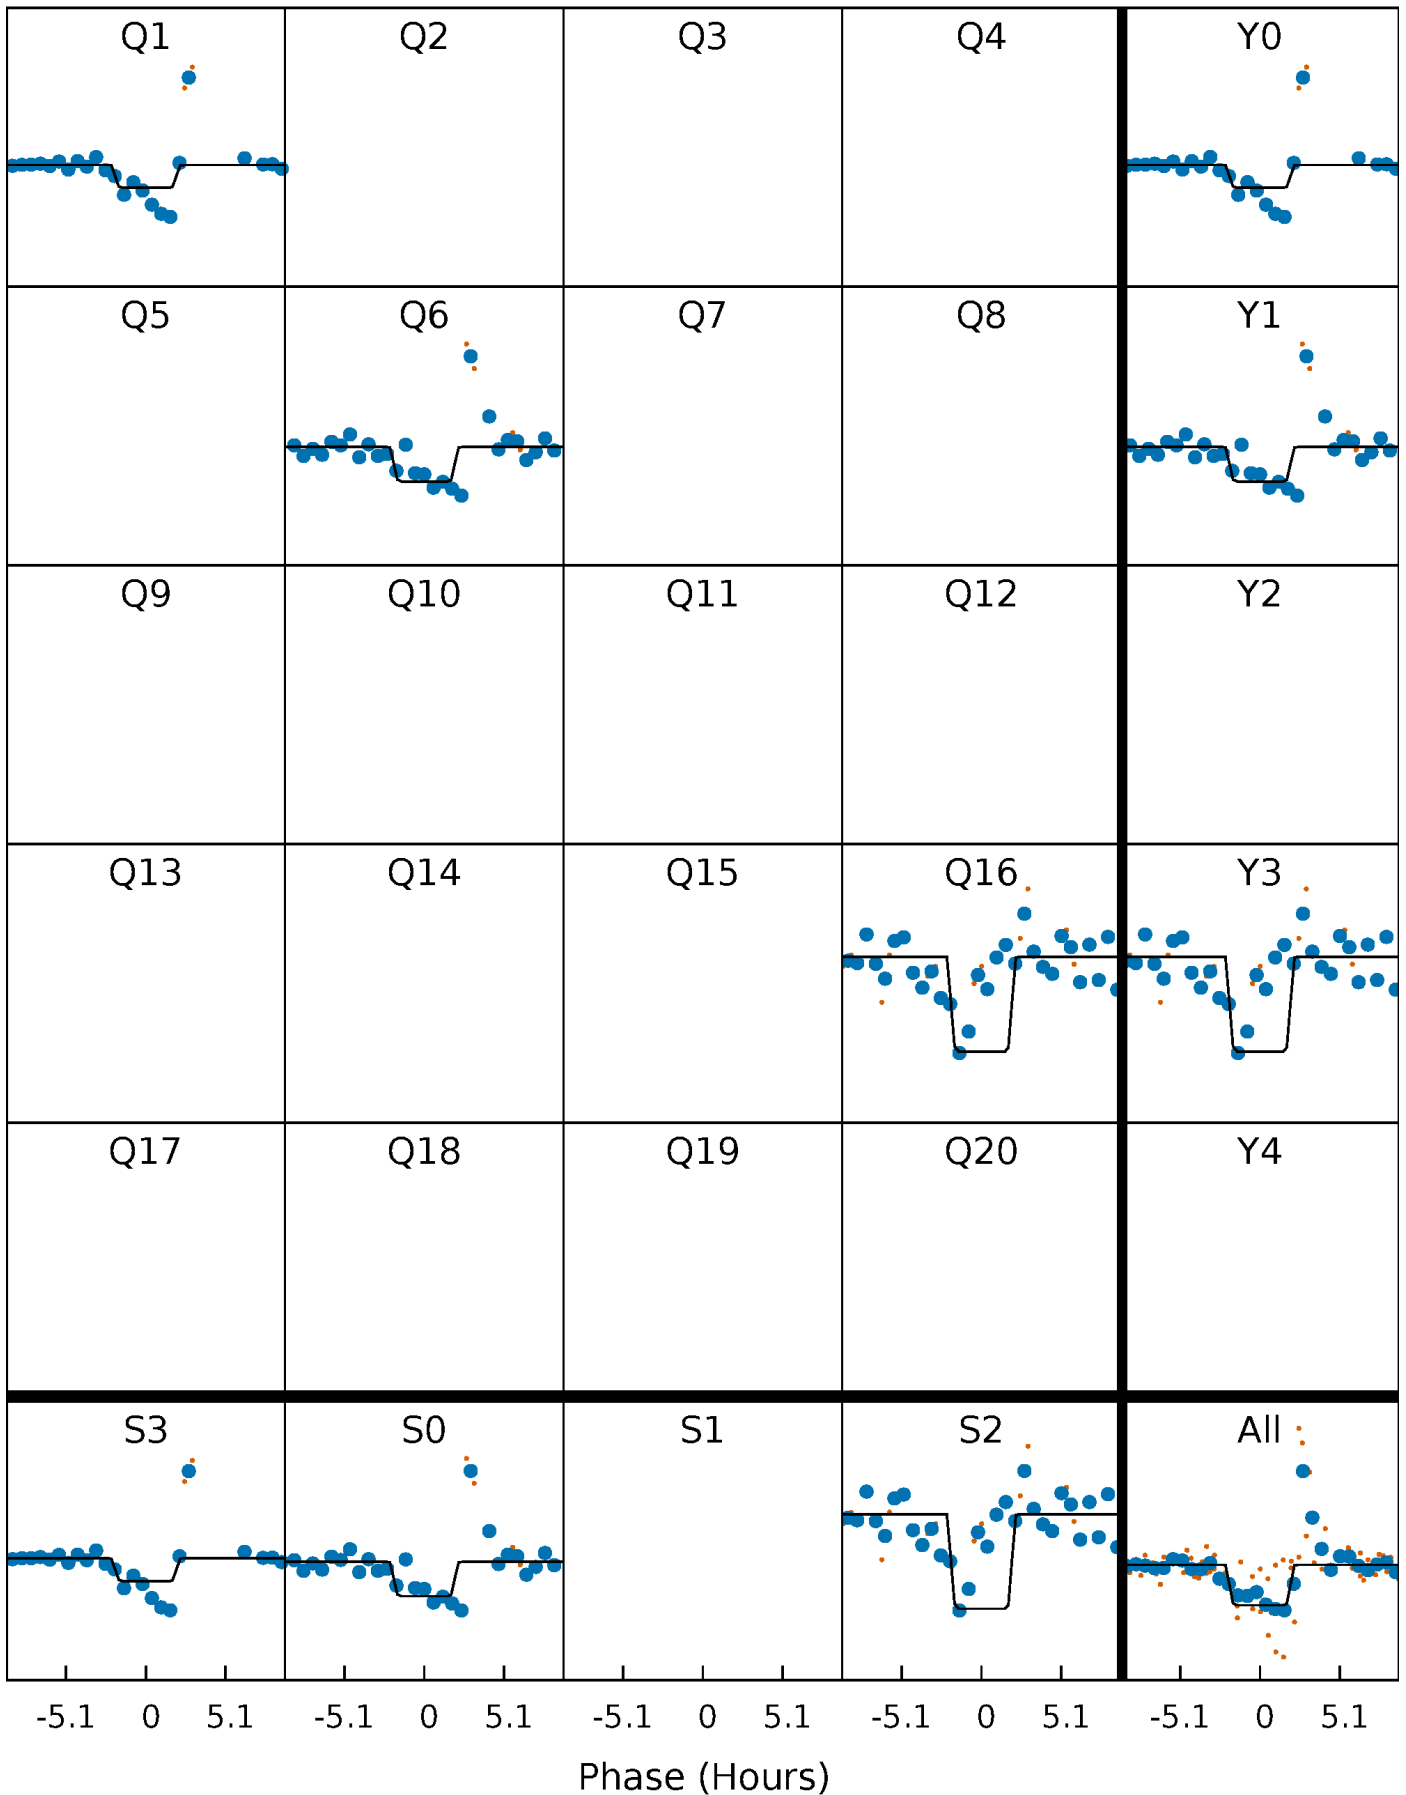 Q1 Q2 Q3 Q4 Y0
Q5 Q6 Q7 Q8 Y1
Q9 Q10 Q11 Q12 Y2
Q13 Q14 Q15 Q16 Y3
Q17 Q18 Q19 Q20 Y4
S3 S0 S1 S2 All
-5.1 0 5.1 -5.1 0 5.1 -5.1 0 5.1 -5.1 0 5.1 -5.1 0 5.1
Phase (Hours)